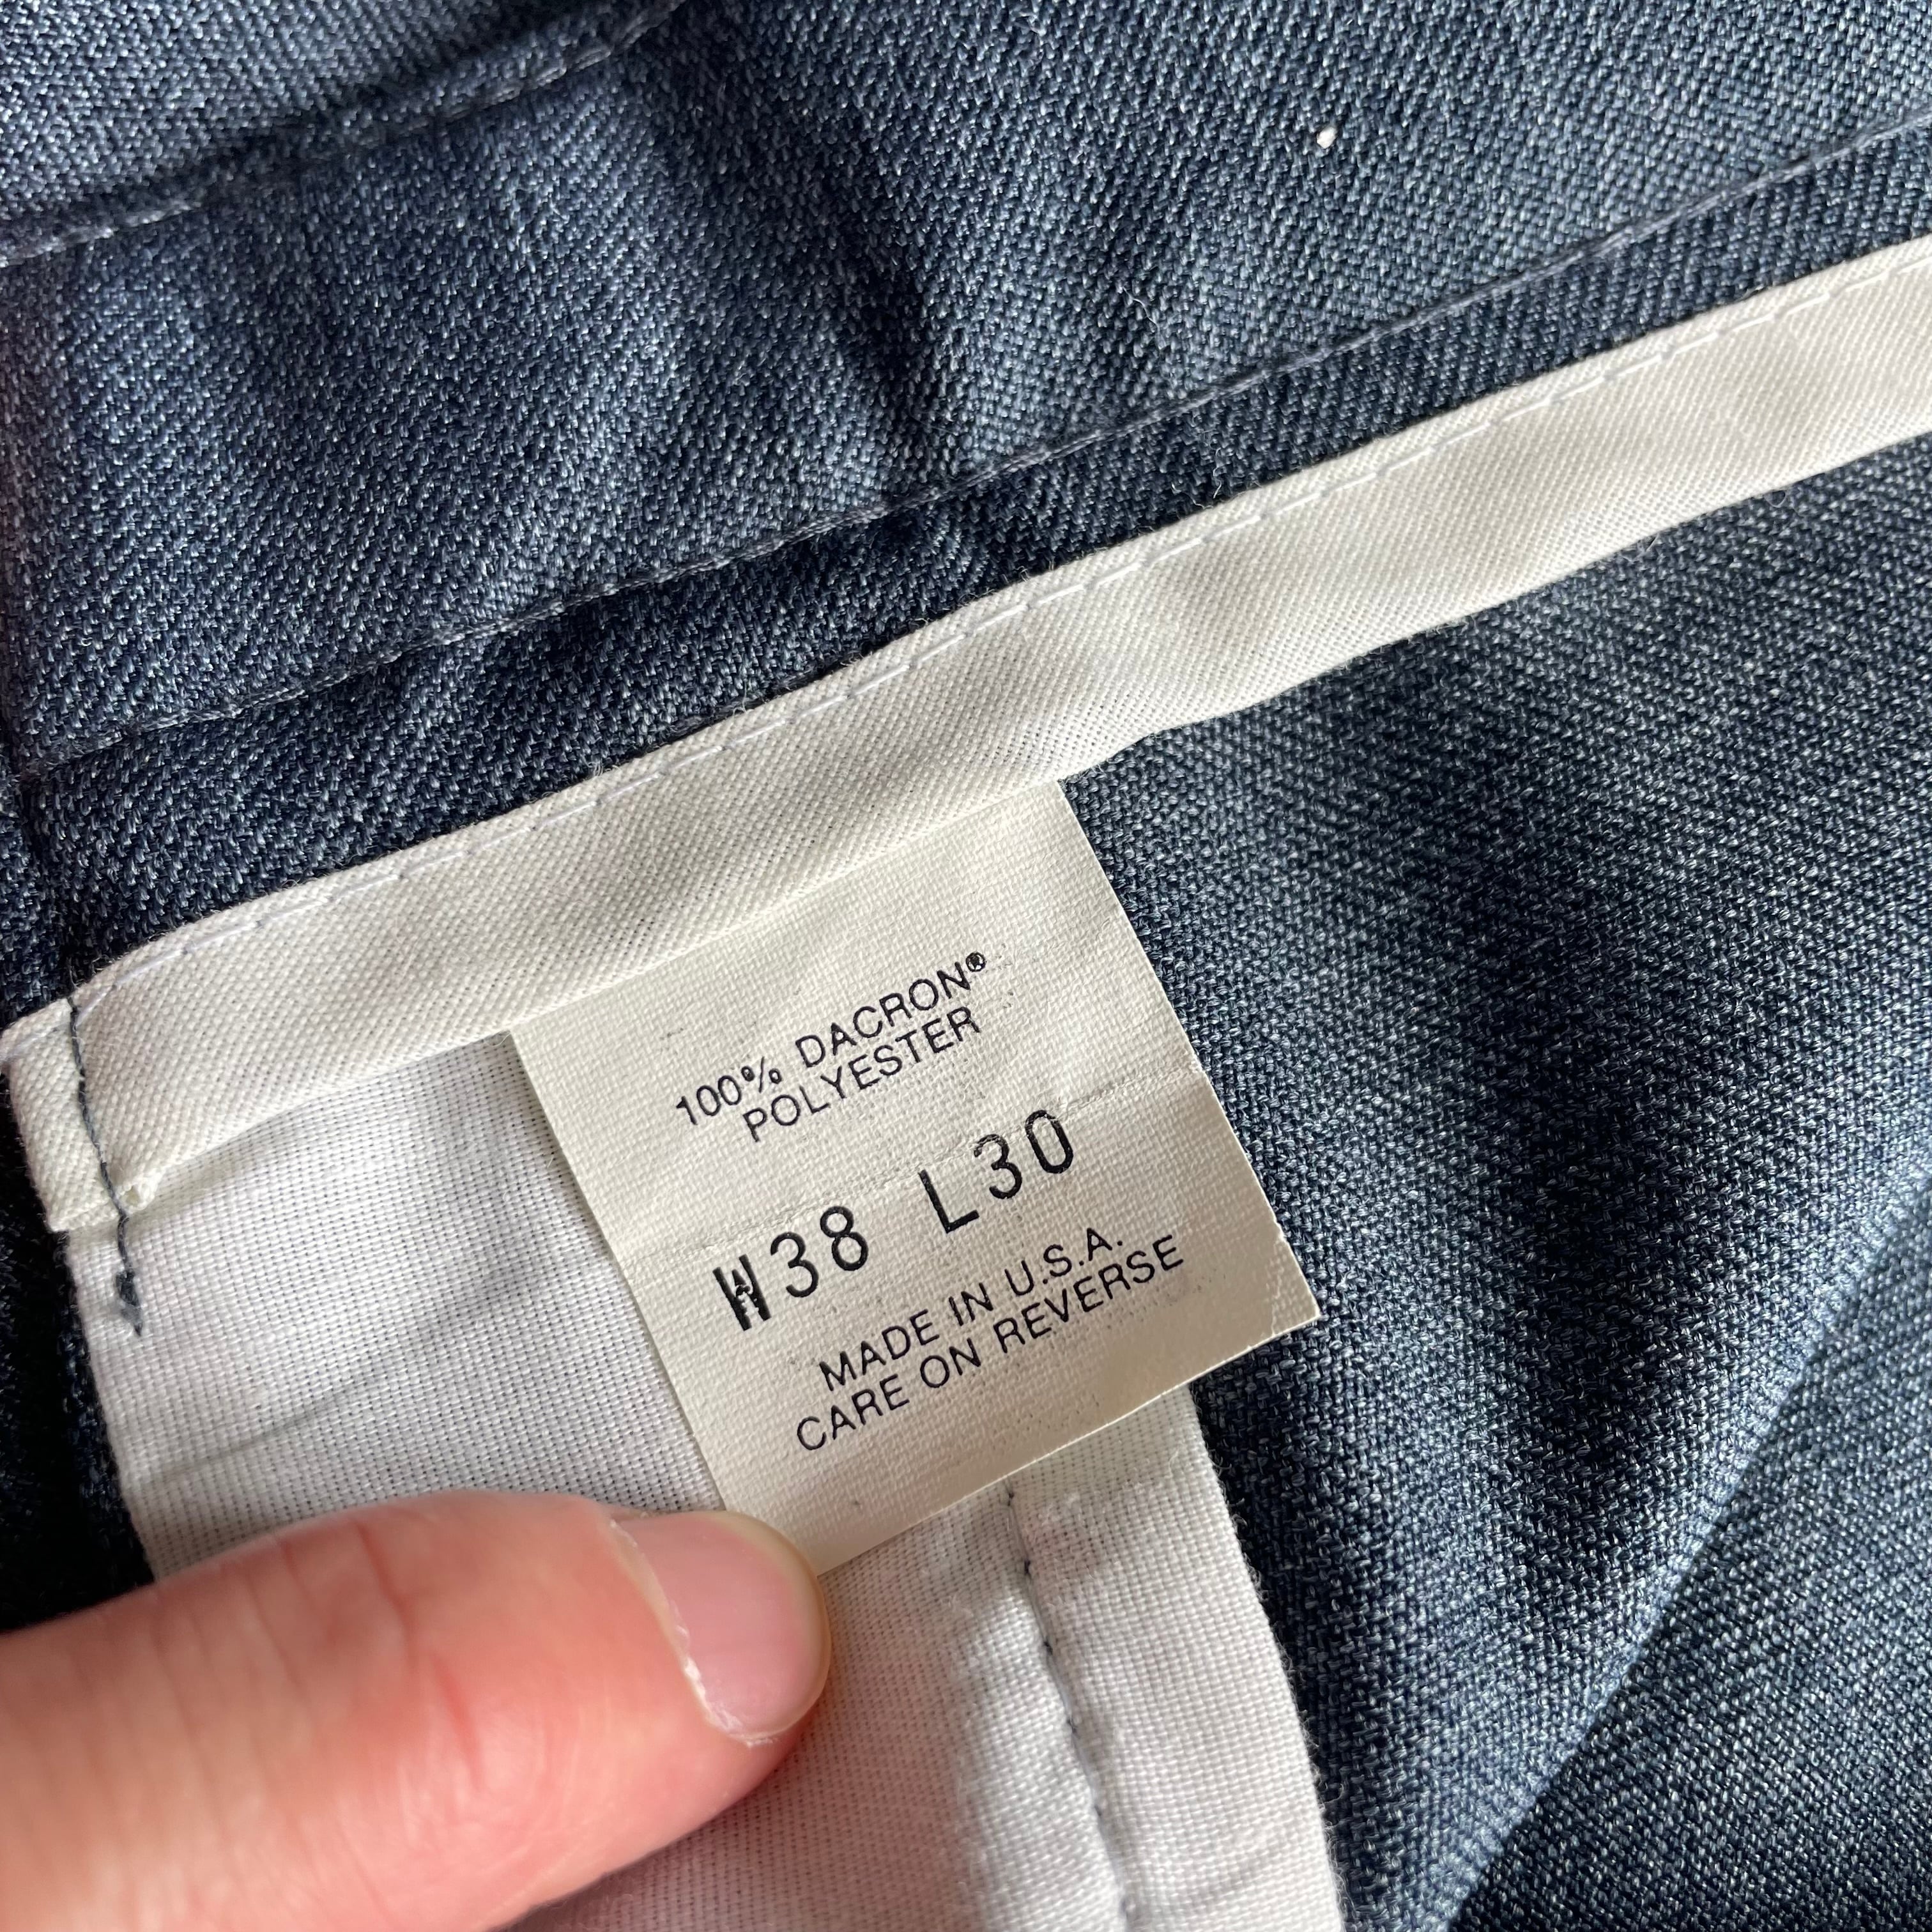 100% DACRON®
POLYESTER
W38 L30
MADE IN U.S.A.
CARE ON REVERSE